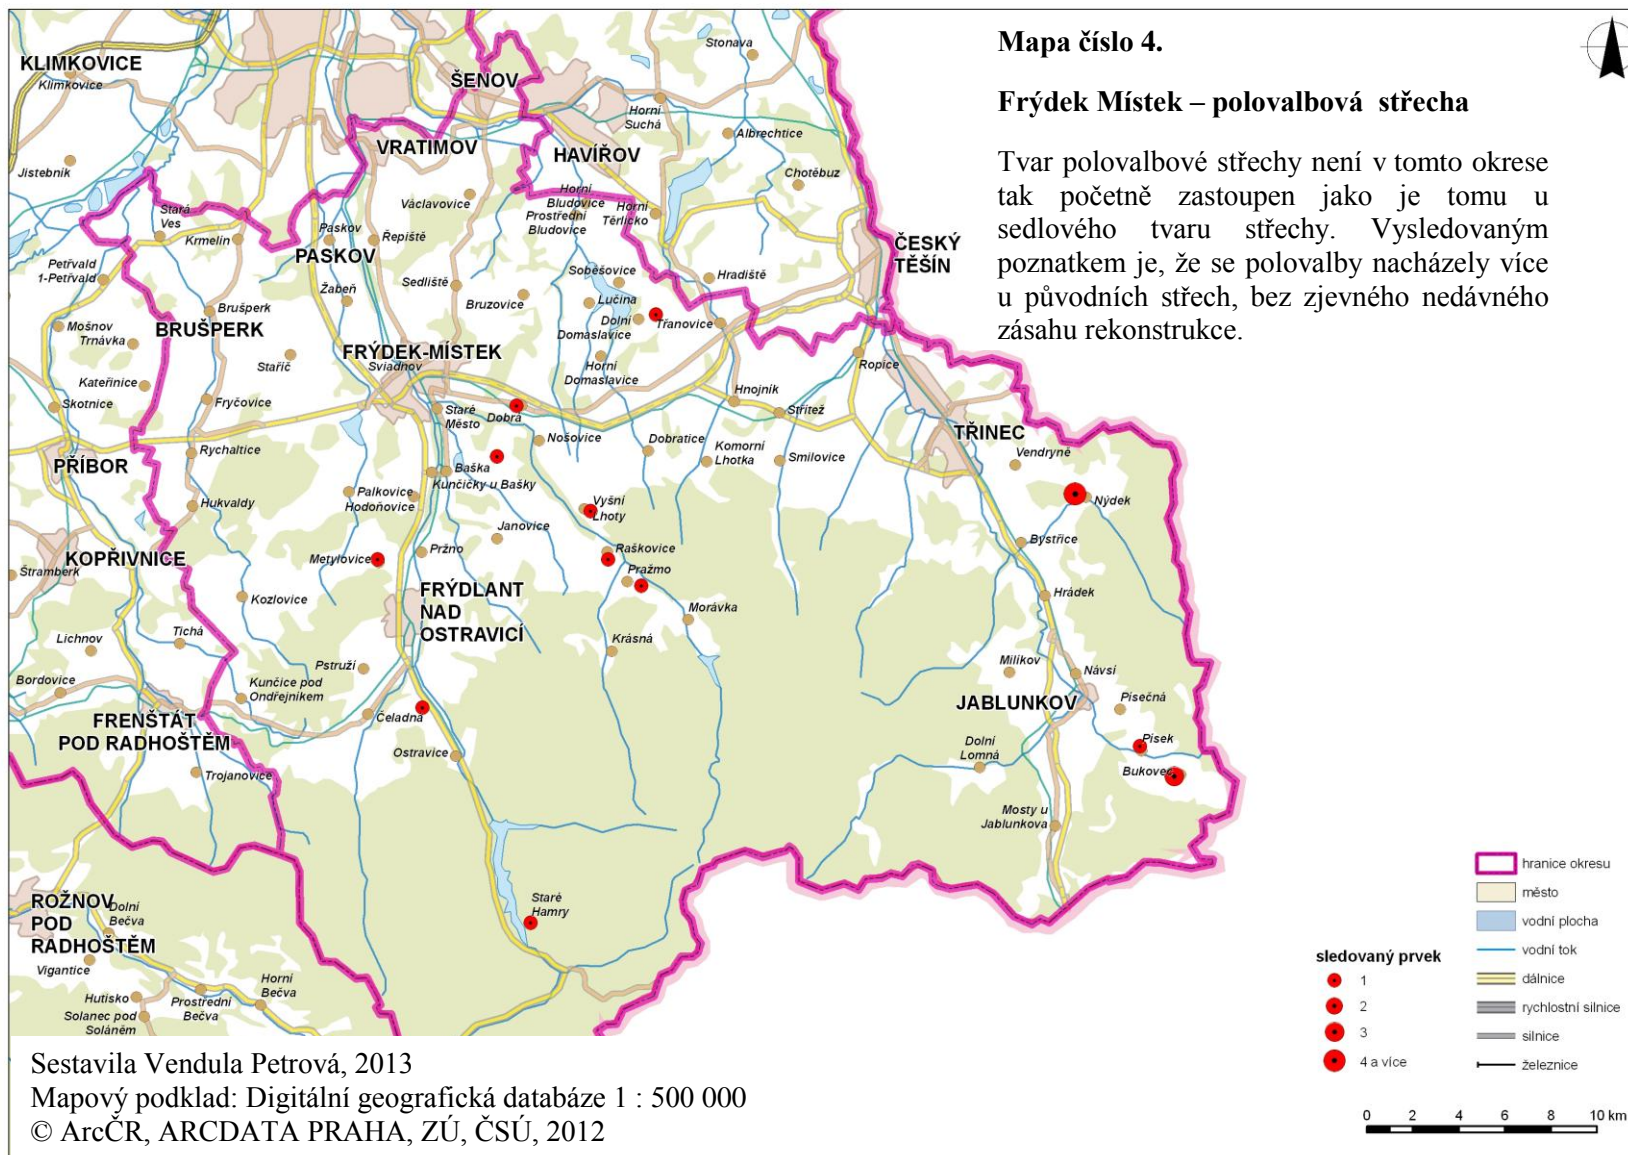 Mapa číslo 4.
Frýdek Místek – polovalbová střecha
Tvar polovalbové střechy není v tomto okrese
tak početně zastoupen jako je tomu u
sedlového tvaru střechy. Vysledovaným
poznatkem je, že se polovalby nacházely více
u původních střech, bez zjevného nedávného
zásahu rekonstrukce.
KLIMKOVICE
Klimkovice
ŠENOV
Stonava
Horní
Suchá
Albrechtice
VRATIMOV
HAVÍŘOV
Jistebník
Chotěbuz
Václavovice
Horní
Bludovice
Prostřední
Bludovice
Horní
Těrlicko
Stará
Ves
Krmelín
Paskov
Řepiště
PASKOV
ČESKÝ
TĚŠÍN
Petřvald
1-Petřvald
Žabeň
Sedliště
Bruzovice
Soběšovice
Hradiště
Lučina
Dolní
Domaslavice
Třanovice
Brušperk
BRUŠPERK
Mošnov
Trnávka
Staříč
FRÝDEK-MÍSTEK
Sviadnov
Horní
Domaslavice
Ropice
Kateřinice
Skotnice
Fryčovice
Staré
Město
Dobrá
Hnojník
Střítež
Nošovice
Dobratice
Komorní
Lhotka
Smilovice
TŘINEC
Vendryně
PŘÍBOR
Rychaltice
Baška
Kunčičky u Bašky
Palkovice
Hodoňovice
Hukvaldy
Vyšní
Lhoty
Nýdek
Janovice
Bystřice
KOPŘIVNICE
Štramberk
Metylovice
Pržno
Raškovice
Pražmo
FRÝDLANT
NAD
OSTRAVICÍ
Kozlovice
Morávka
Hrádek
Lichnov
Tichá
Krásná
Pstruží
Milíkov
Návsí
Bordovice
Kunčice pod
Ondřejníkem
Čeladná
JABLUNKOV
Písečná
FRENŠTÁT
POD RADHOŠTĚM
Ostravice
Dolní
Lomná
Písek
Bukovec
Trojanovice
Mosty u
Jablunkova
ROŽNOV
POD
RADHOŠTĚM
Dolní
Bečva
Staré
Hamry
Vigantice
Hutisko
Solanec pod
Soláněm
Prostřední
Bečva
Horní
Bečva
sledovaný prvek
1
2
3
4 a více
hranice okresu
město
vodní plocha
vodní tok
dálnice
rychlostní silnice
silnice
železnice
0 2 4 6 8 10 km
Sestavila Vendula Petrová, 2013
Mapový podklad: Digitální geografická databáze 1 : 500 000
© ArcČR, ARCDATA PRAHA, ZÚ, ČSÚ, 2012